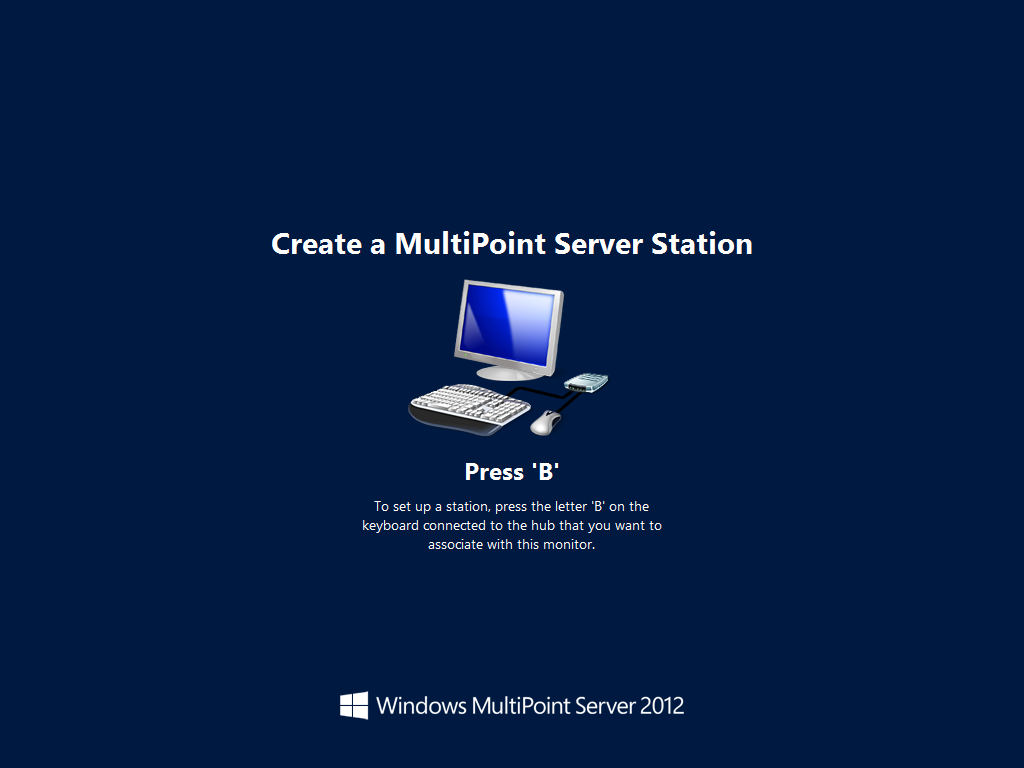 Create a MultiPoint Server Station
Press 'B'
To set up a station, press the letter 'B' on the
keyboard connected to the hub that you want to
associate with this monitor.
Windows MultiPoint Server 2012